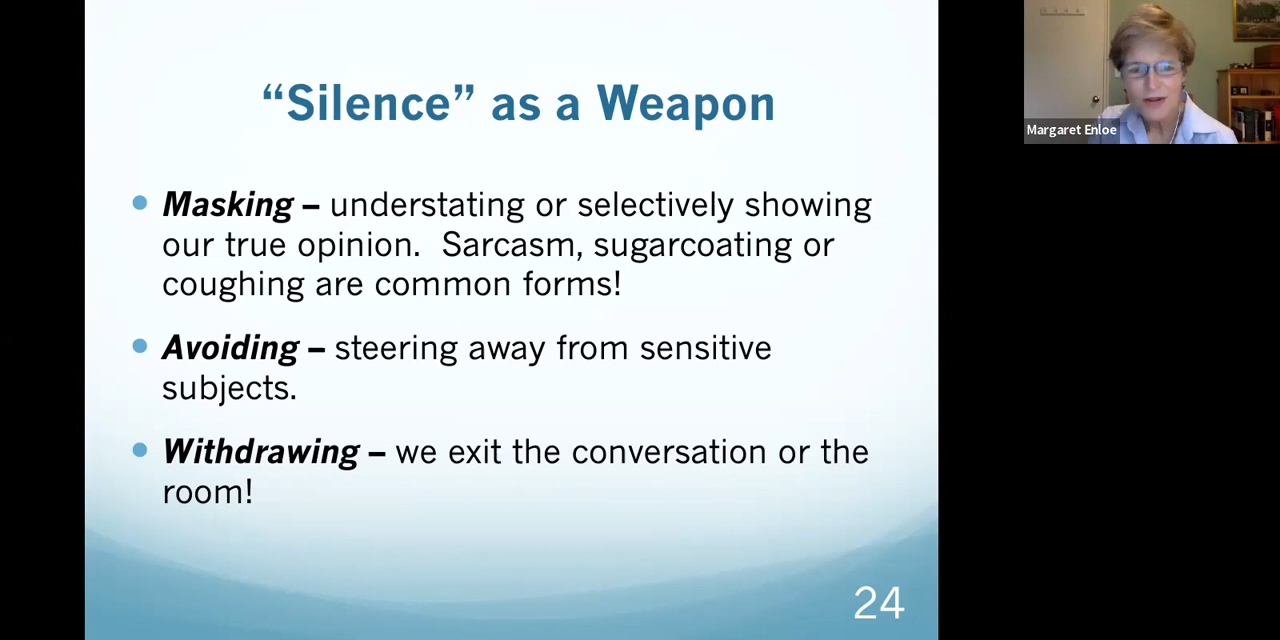 “Silence” as a Weapon
Masking – understating or selectively showing
our true opinion.  Sarcasm, sugarcoating or
coughing are common forms!
Avoiding – steering away from sensitive
subjects.
Withdrawing – we exit the conversation or the
room!
24
Margaret Enloe